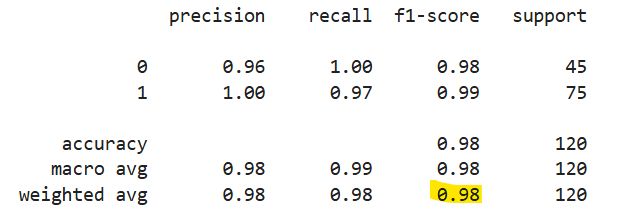 precision recall f1-score support
0 0.96 1.00 0.98 45
1 1.00 0.97 0.99 75
accuracy 0.98 120
macro avg 0.98 0.99 0.98 120
weighted avg 0.98 0.98 0.98 120